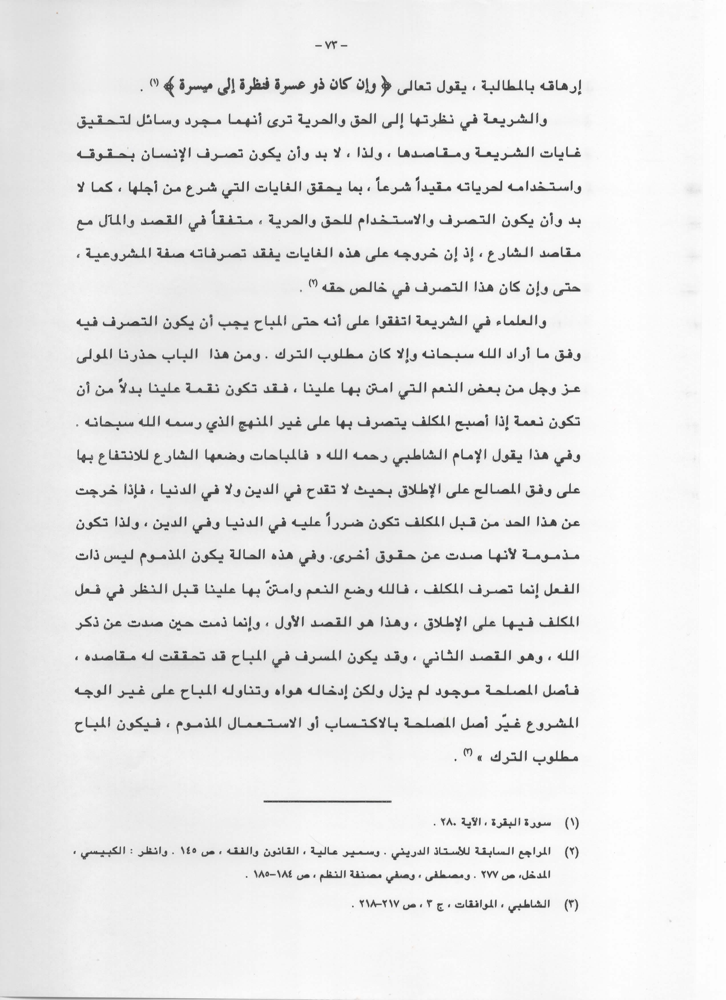 – ٧٣ –
إرهاقه بالمطالبة ، يقول تعالى ﴿ وإن كان ذو عسرة فنظرة إلى ميسرة ﴾ (١) .
والشريعة في نظرتها إلى الحق والحرية ترى أنهما مجرد وسائل لتحقيق
غايات الشريعة ومقاصدها ، ولذا ، لا بد وأن يكون تصرف الإنسان بحقوقه
واستخدامه لحرياته مقيداً شرعاً ، بما يحقق الغايات التي شرع من أجلها ، كما لا
بد وأن يكون التصرف والاستخدام للحق والحرية ، متفقاً في القصد والمآل مع
مقاصد الشارع ، إذ إن خروجه على هذه الغايات يفقد تصرفاته صفة المشروعية ،
حتى وإن كان هذا التصرف في خالص حقه (٢) .
والعلماء في الشريعة اتفقوا على أنه حتى المباح يجب أن يكون التصرف فيه
وفق ما أراد الله سبحانه وإلا كان مطلوب الترك . ومن هذا الباب حذرنا المولى
عز وجل من بعض النعم التي امتن بها علينا ، فقد تكون نقمة علينا بدلاً من أن
تكون نعمة إذا أصبح المكلف يتصرف بها على غير المنهج الذي رسمه الله سبحانه .
وفي هذا يقول الإمام الشاطبي رحمه الله « فالمباحات وضعها الشارع للانتفاع بها
على وفق المصالح على الإطلاق بحيث لا تقدح في الدين ولا في الدنيا ، فإذا خرجت
عن هذا الحد من قبل المكلف تكون ضرراً عليه في الدنيا وفي الدين ، ولذا تكون
مذمومة لأنها صدت عن حقوق أخرى. وفي هذه الحالة يكون المذموم ليس ذات
الفعل إنما تصرف المكلف ، فالله وضع النعم وامتنّ بها علينا قبل النظر في فعل
المكلف فيها على الإطلاق ، وهذا هو القصد الأول ، وإنما ذمت حين صدت عن ذكر
الله ، وهو القصد الثاني ، وقد يكون المسرف في المباح قد تحققت له مقاصده ،
فأصل المصلحة موجود لم يزل ولكن إدخاله هواه وتناوله المباح على غير الوجه
المشروع غيّر أصل المصلحة بالاكتساب أو الاستعمال المذموم ، فيكون المباح
مطلوب الترك » (٣) .
(١) سورة البقرة ، الآية ٢٨٠ .
(٢) المراجع السابقة للأستاذ الدريني . وسمير عالية ، القانون والفقه ، ص ١٤٥ . وانظر : الكبيسي ،
المدخل، ص ٢٧٧ . ومصطفى ، وصفي مصنفة النظم ، ص ١٨٤–١٨٥ .
(٣) الشاطبي ، الموافقات ، ج ٣ ، ص ٢١٧–٢١٨ .